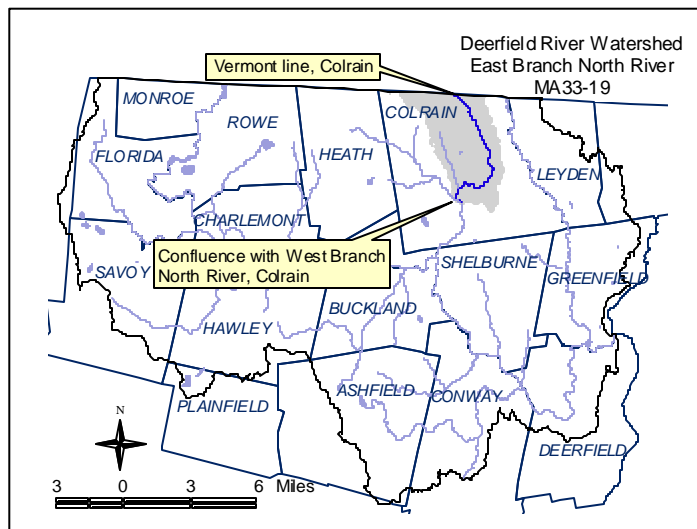 Deerfield River Watershed
East Branch North River
MA33-19
Vermont line, Colrain
MONROE
COLRAIN
ROWE
HEATH
FLORIDA
LEYDEN
CHARLEMONT
Confluence with West Branch
North River, Colrain
SHELBURNE
SAVOY
GREENFIELD
BUCKLAND
HAWLEY
ASHFIELD
CONWAY
PLAINFIELD
N
DEERFIELD
3 0 3 6 Miles